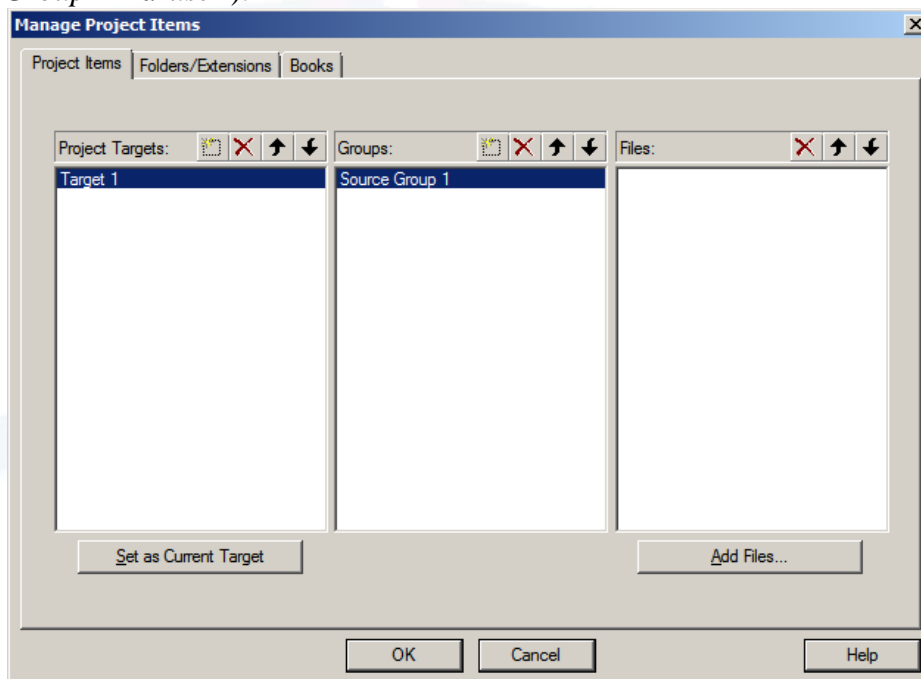 Manage Project Items
Project Items Folders/Extensions Books
Project Targets: Groups: Files:
Target 1 Source Group 1
Set as Current Target Add Files...
OK Cancel Help